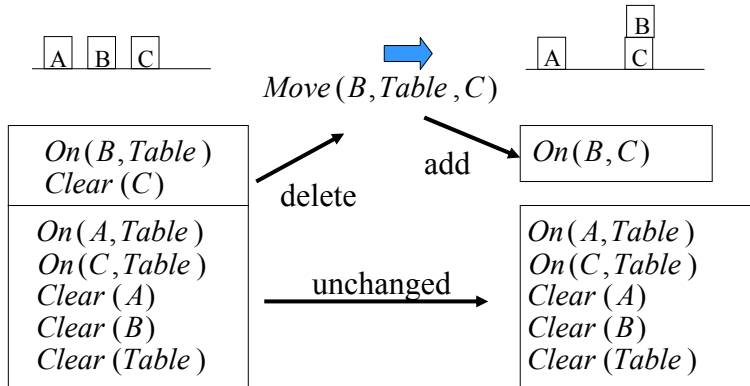 A B C
B
A C
Move(B,Table,C)
On(B,Table)
Clear(C)
delete
add
On(B,C)
On(A,Table)
On(C,Table)
Clear(A)
Clear(B)
Clear(Table)
unchanged
On(A,Table)
On(C,Table)
Clear(A)
Clear(B)
Clear(Table)